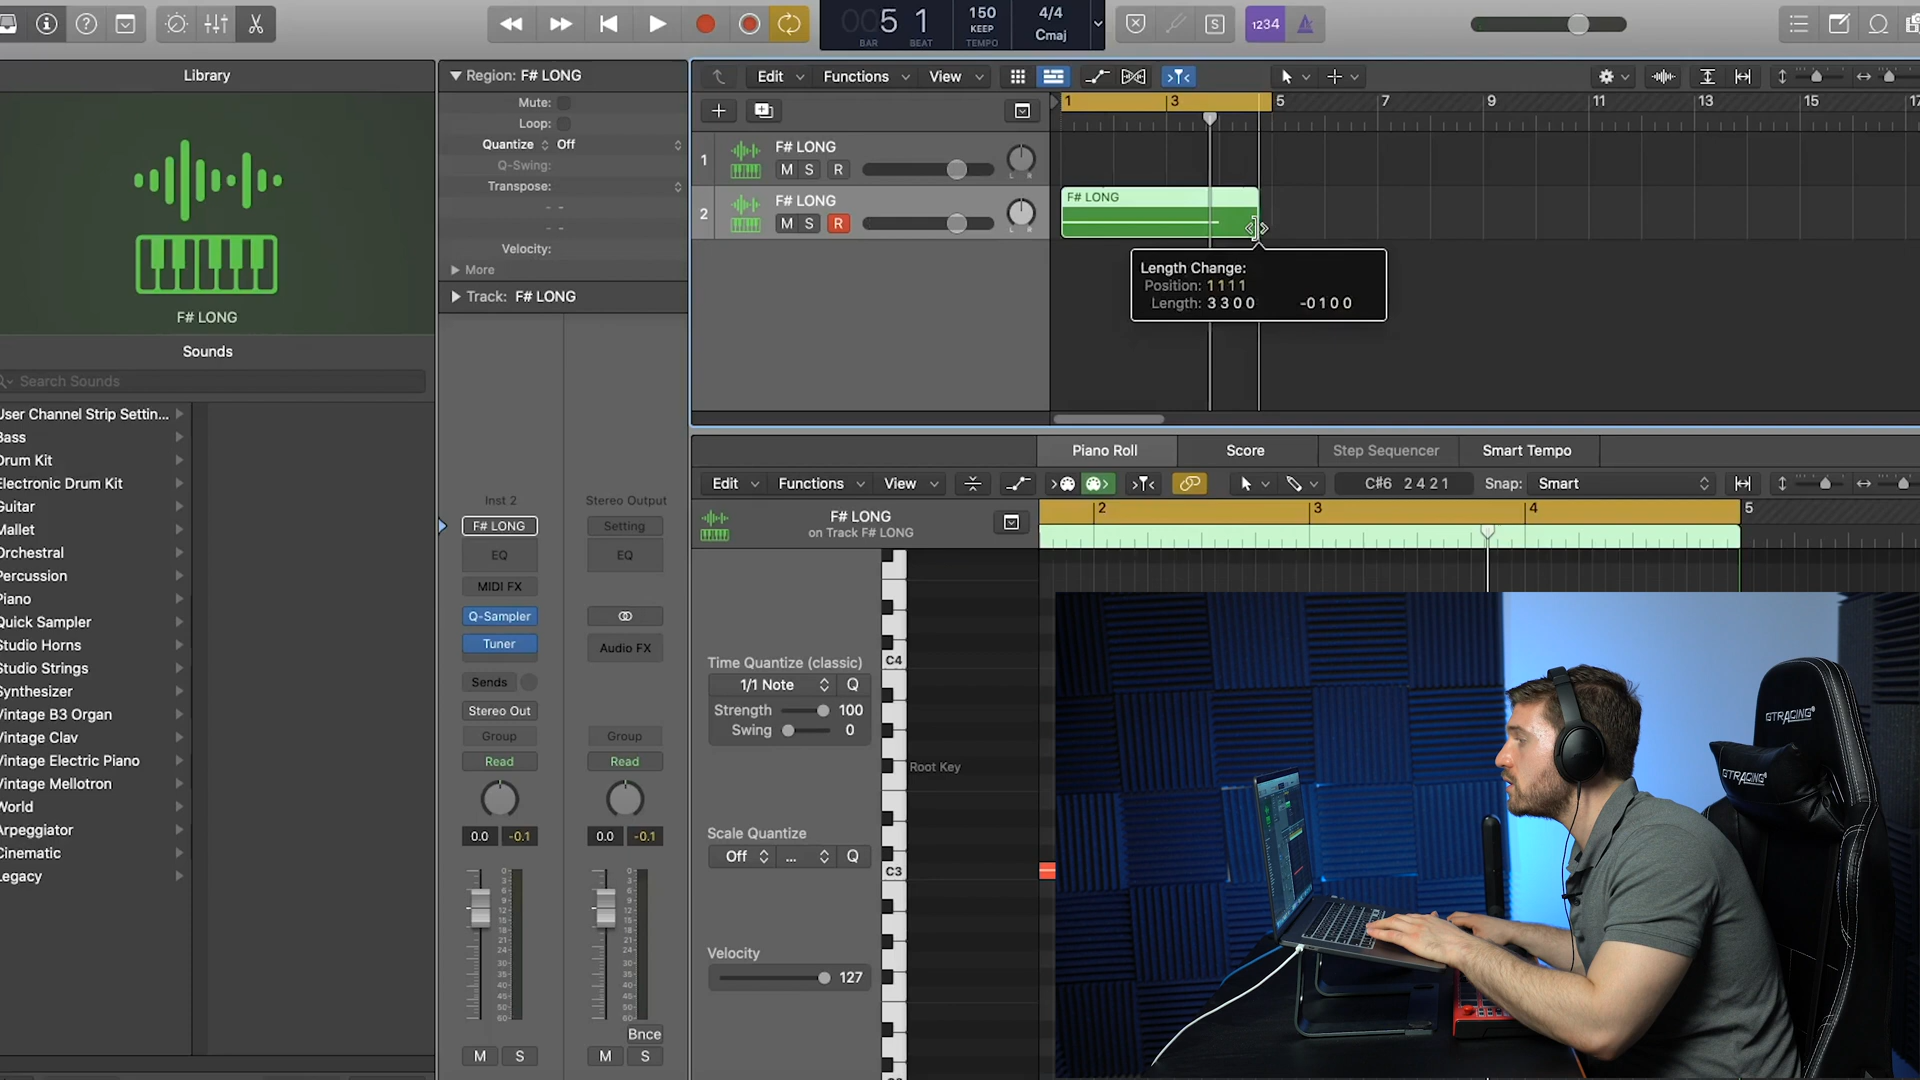 5 1
BAR BEAT
150
KEEP
TEMPO
4/4
Cmaj
S
1234
Library
Region: F# LONG
Edit
Functions
View
Mute:
Loop:
Quantize Off
Q-Swing:
Transpose:
Velocity:
More
Track: F# LONG
1 3 5 7 9 11 13 15 17
1
F# LONG
M S R
L R
2
F# LONG
M S R
L R
F# LONG
Length Change:
Position: 1 1 1 1
Length: 3 3 0 0 -0 1 0 0
F# LONG
Sounds
Search Sounds
User Channel Strip Settin...
Bass
Drum Kit
Electronic Drum Kit
Guitar
Mallet
Orchestral
Percussion
Piano
Quick Sampler
Studio Horns
Studio Strings
Synthesizer
Vintage B3 Organ
Vintage Clav
Vintage Electric Piano
Vintage Mellotron
World
Arpeggiator
Cinematic
Legacy
Inst 2
F# LONG
EQ
MIDI FX
Q-Sampler
Tuner
Sends
Stereo Out
Group
Read
0.0 -0.1
M S
Stereo Output
Setting
EQ
Audio FX
Group
Read
0.0 -0.1
Bnce
M S
Piano Roll
Score
Step Sequencer
Smart Tempo
Edit
Functions
View
C#6 2 4 2 1
Snap: Smart
F# LONG
on Track F# LONG
2 3 4 5
Time Quantize (classic)
1/1 Note Q
Strength 100
Swing 0
Scale Quantize
Off ... Q
Velocity
127
C4
Root Key
C3
GTRACING
GTRACING